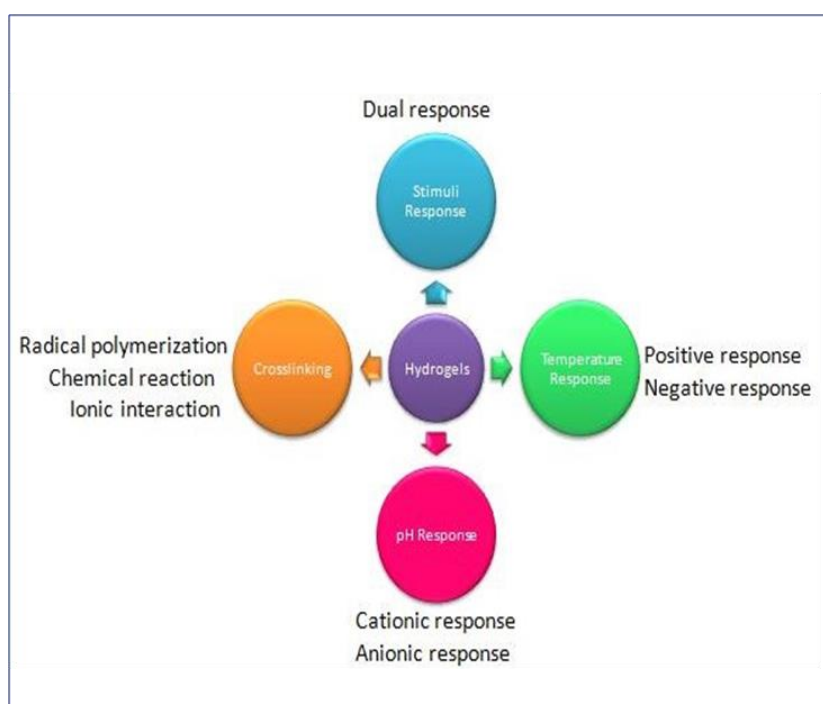 Dual response
Stimuli
Response
Radical polymerization
Chemical reaction
Ionic interaction
Crosslinking
Hydrogels
Temperature
Response
Positive response
Negative response
pH Response
Cationic response
Anionic response